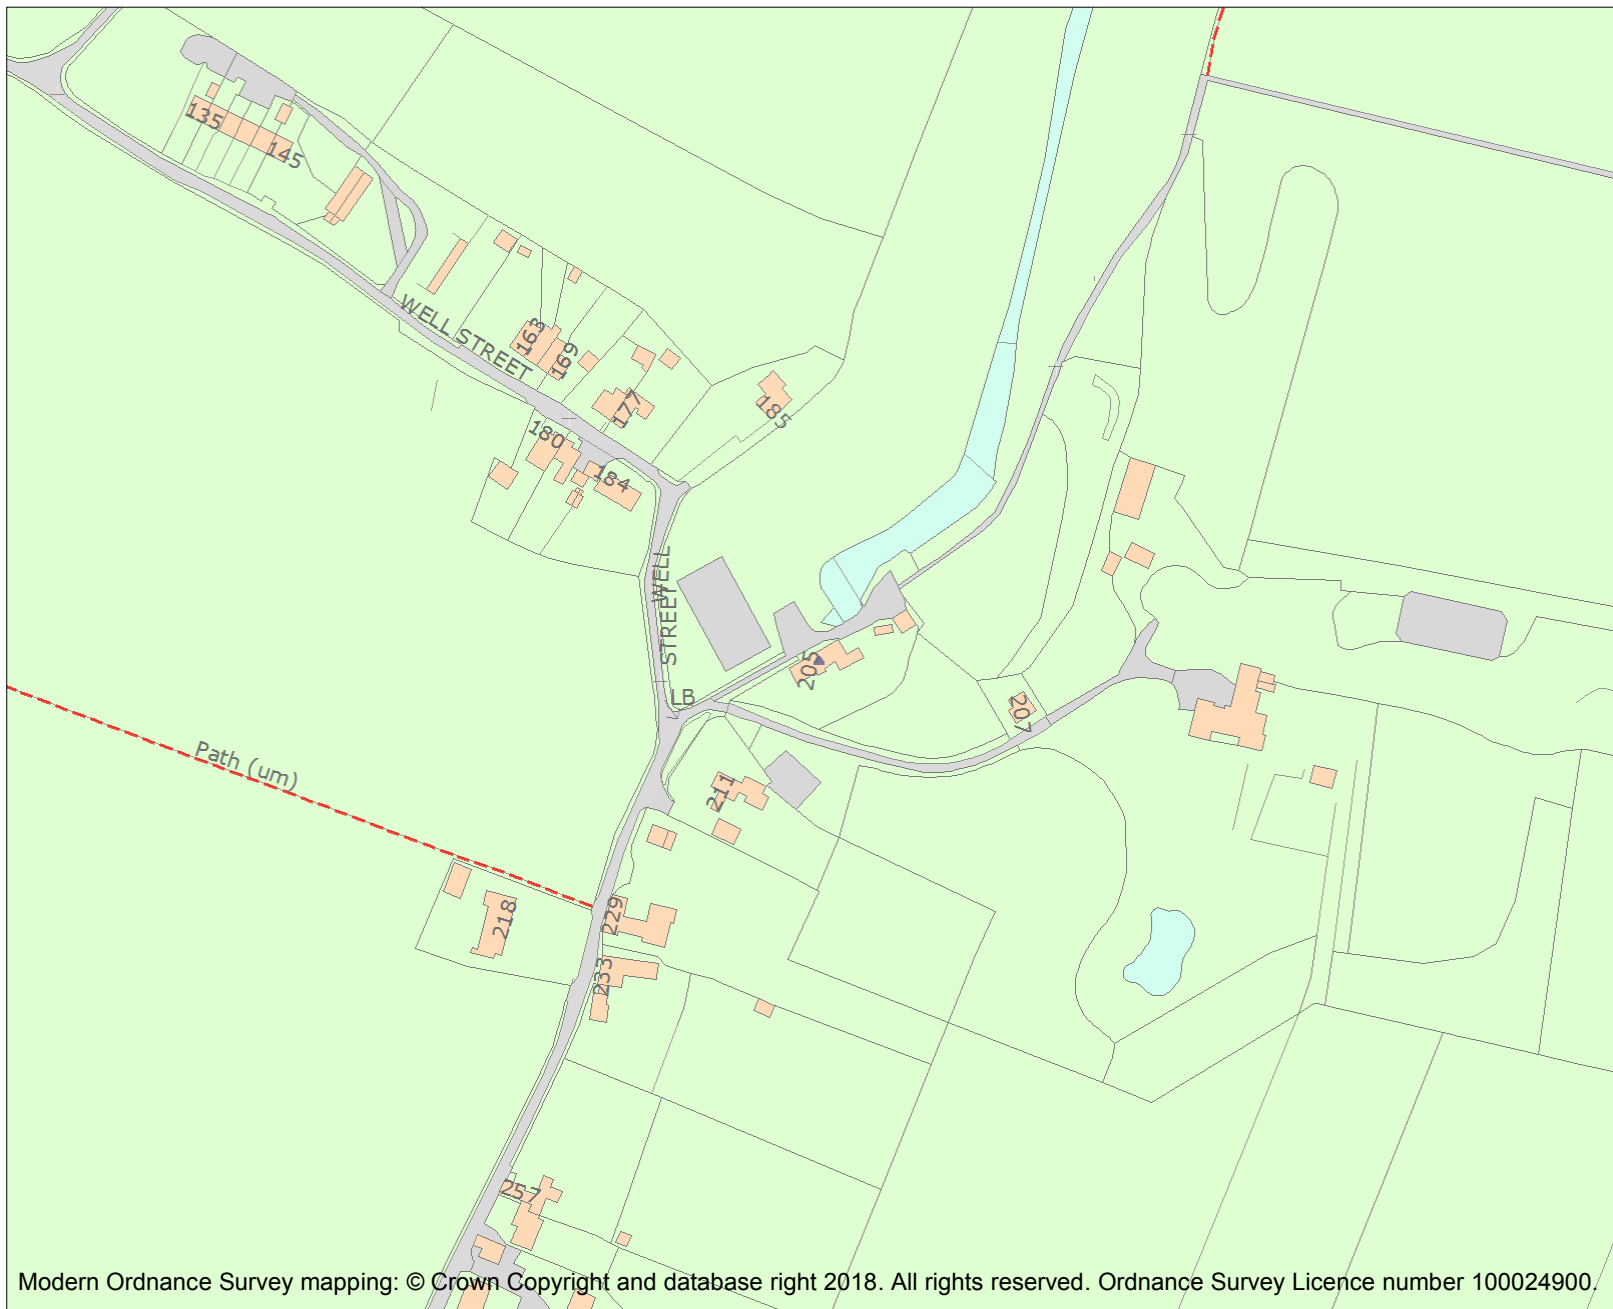 135
145
WELL STREET
163
169
177
185
180
184
WELL
STREET
205
LB
207
Path (um)
211
218
229
233
257
Modern Ordnance Survey mapping: © Crown Copyright and database right 2018. All rights reserved. Ordnance Survey Licence number 100024900.